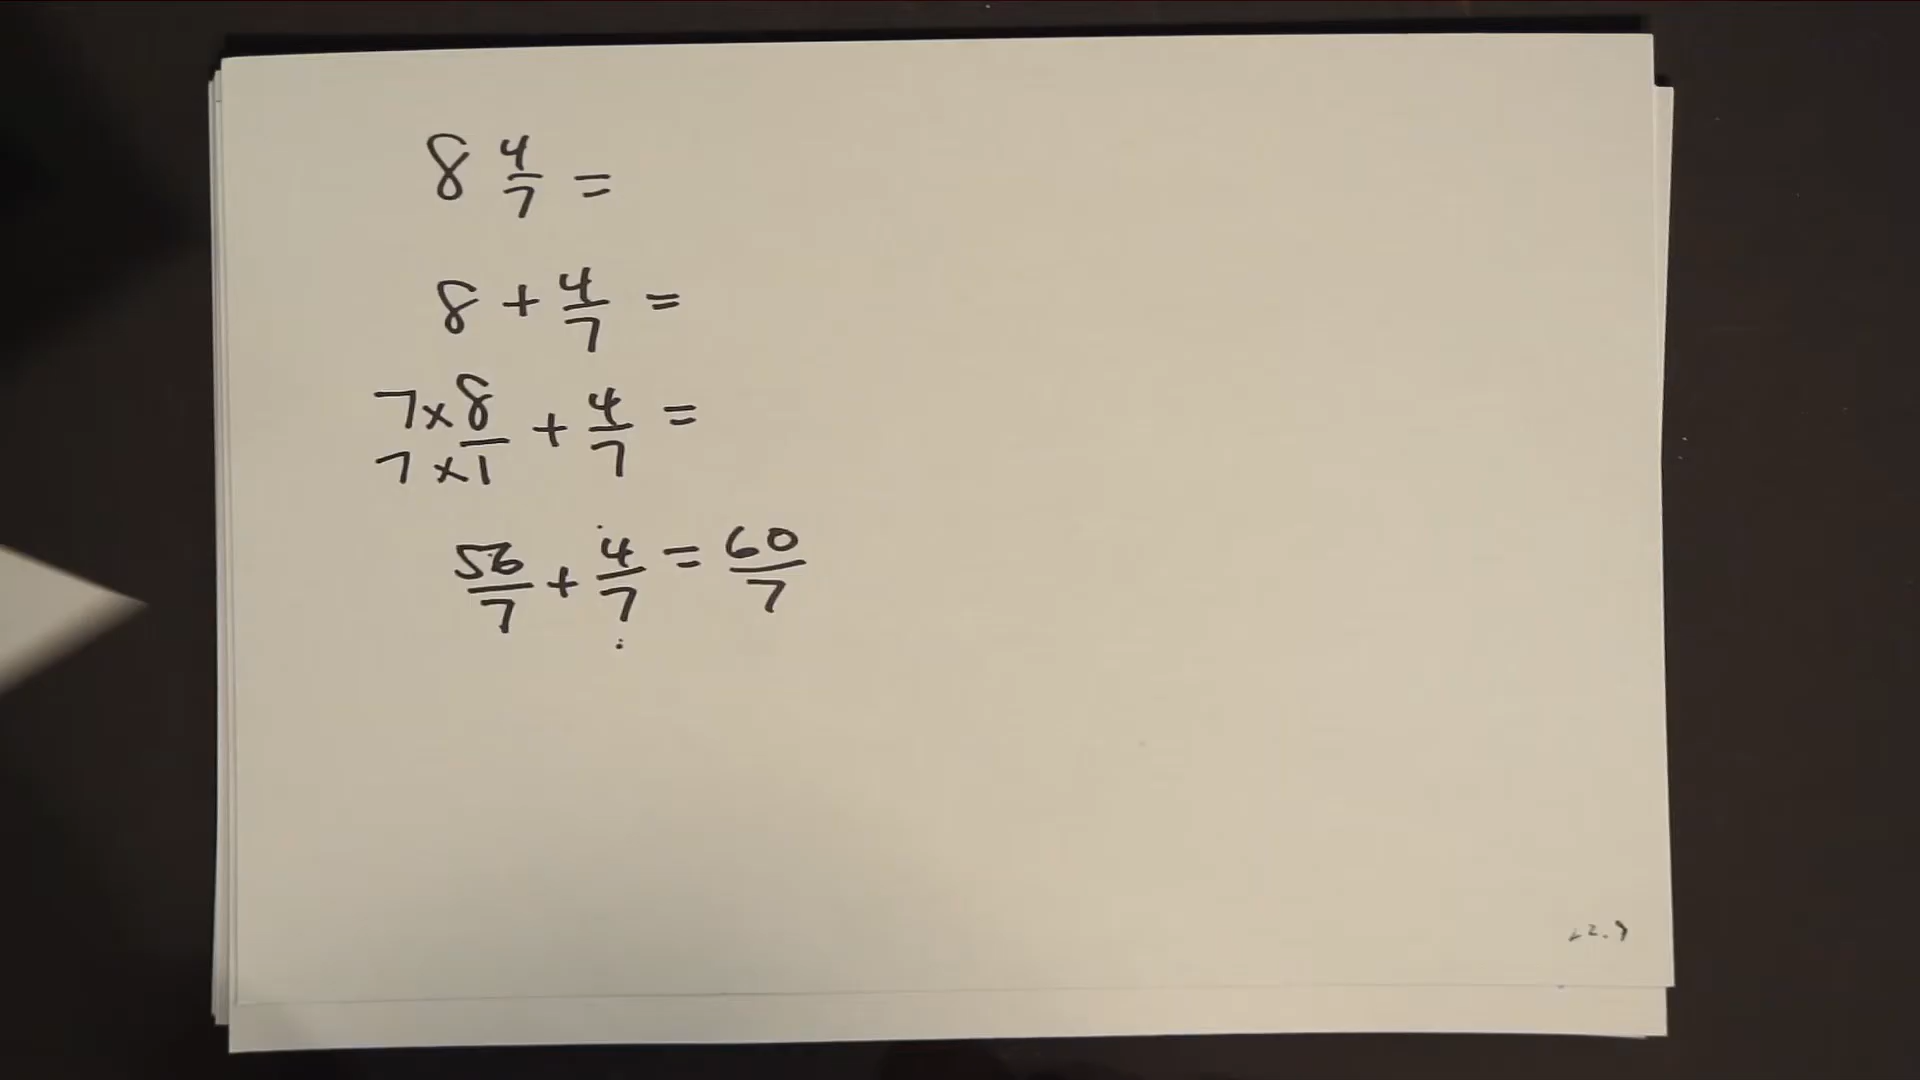 8 4/7 =
8 + 4/7 =
7×8/7×1 + 4/7 =
56/7 + 4/7 = 60/7